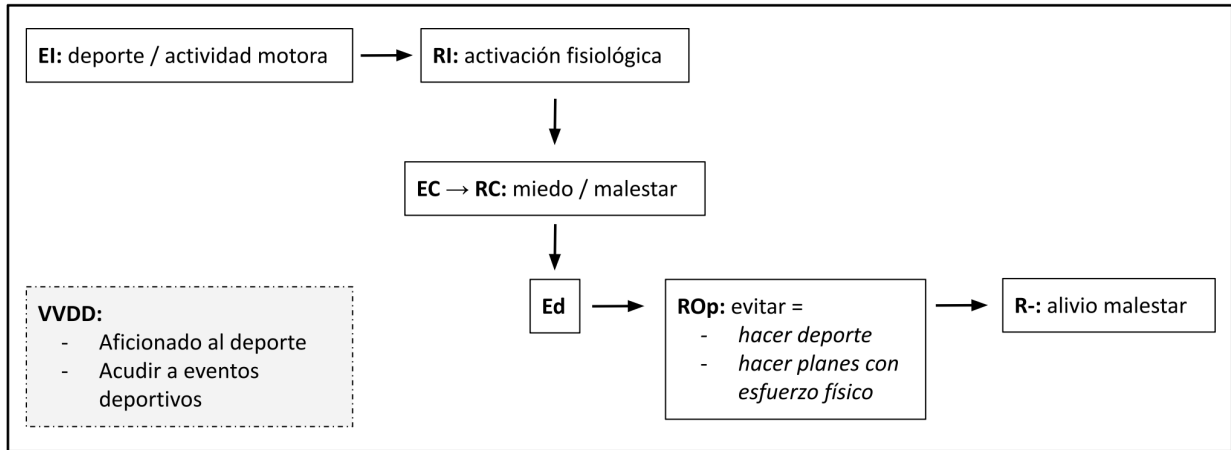 EI: deporte / actividad motora
RI: activación fisiológica
EC → RC: miedo / malestar
Ed
ROp: evitar =
- hacer deporte
- hacer planes con
esfuerzo físico
R-: alivio malestar
VVDD:
- Aficionado al deporte
- Acudir a eventos
deportivos